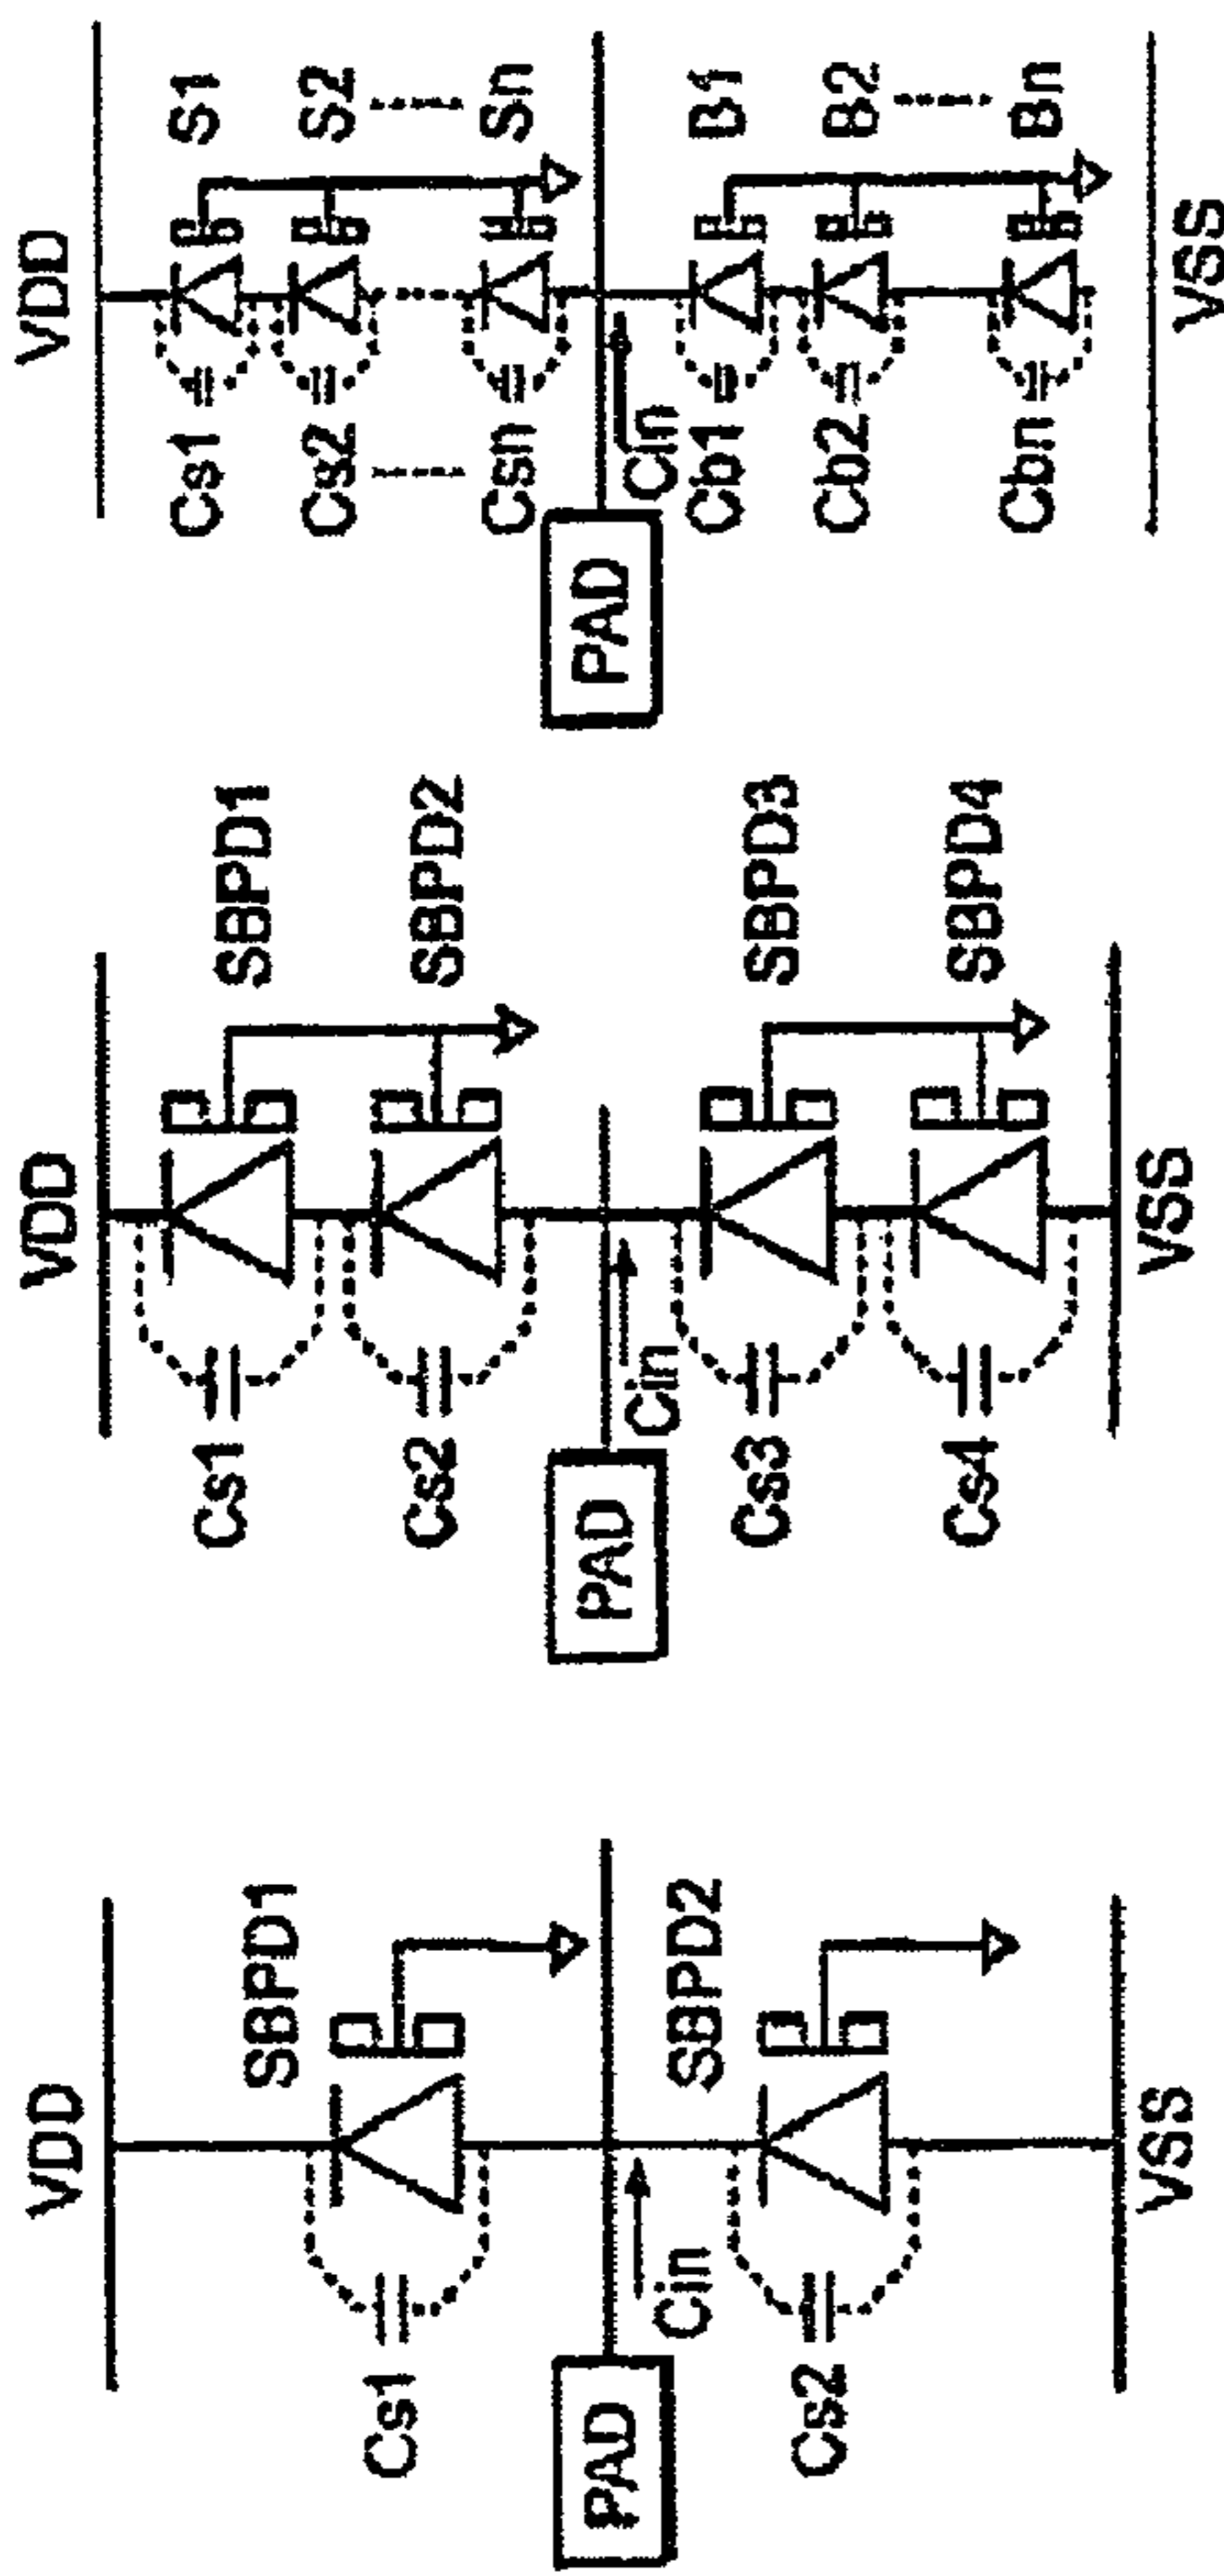 VDD
SBPD1
Cs1
PAD
Cin
SBPD2
Cs2
VSS
VDD
SBPD1
Cs1
SBPD2
Cs2
PAD
Cin
SBPD3
Cs3
SBPD4
Cs4
VSS
VDD
Cs1
S1
Cs2
S2
Csn
Sn
PAD
Cin
Cb1
B1
Cb2
B2
Cbn
Bn
VSS